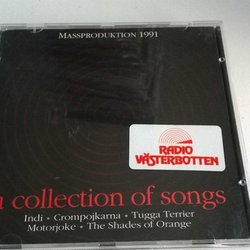 MASSPRODUKTION 1991
RADIO
VÄSTERBOTTEN
a collection of songs
Indi • Crompojkarna • Tugga Terrier
Motorjoke • The Shades of Orange